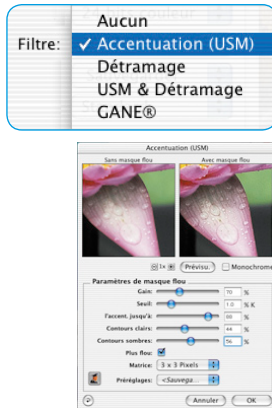 Aucun
Filtre: ✓ Accentuation (USM)
Détramage
USM & Détramage
GANE®
Accentuation (USM)
Sans masque flou Avec masque flou
1x Prévisu. Monochrome
Paramètres de masque flou
Gain: 70 %
Seuil: 1.0 % K
l'accent. jusqu'à: 88 %
Contours clairs: 44 %
Contours sombres: 56 %
Plus flou:
Matrice: 3 x 3 Pixels
Préréglages: <Sauvega...
Annuler OK